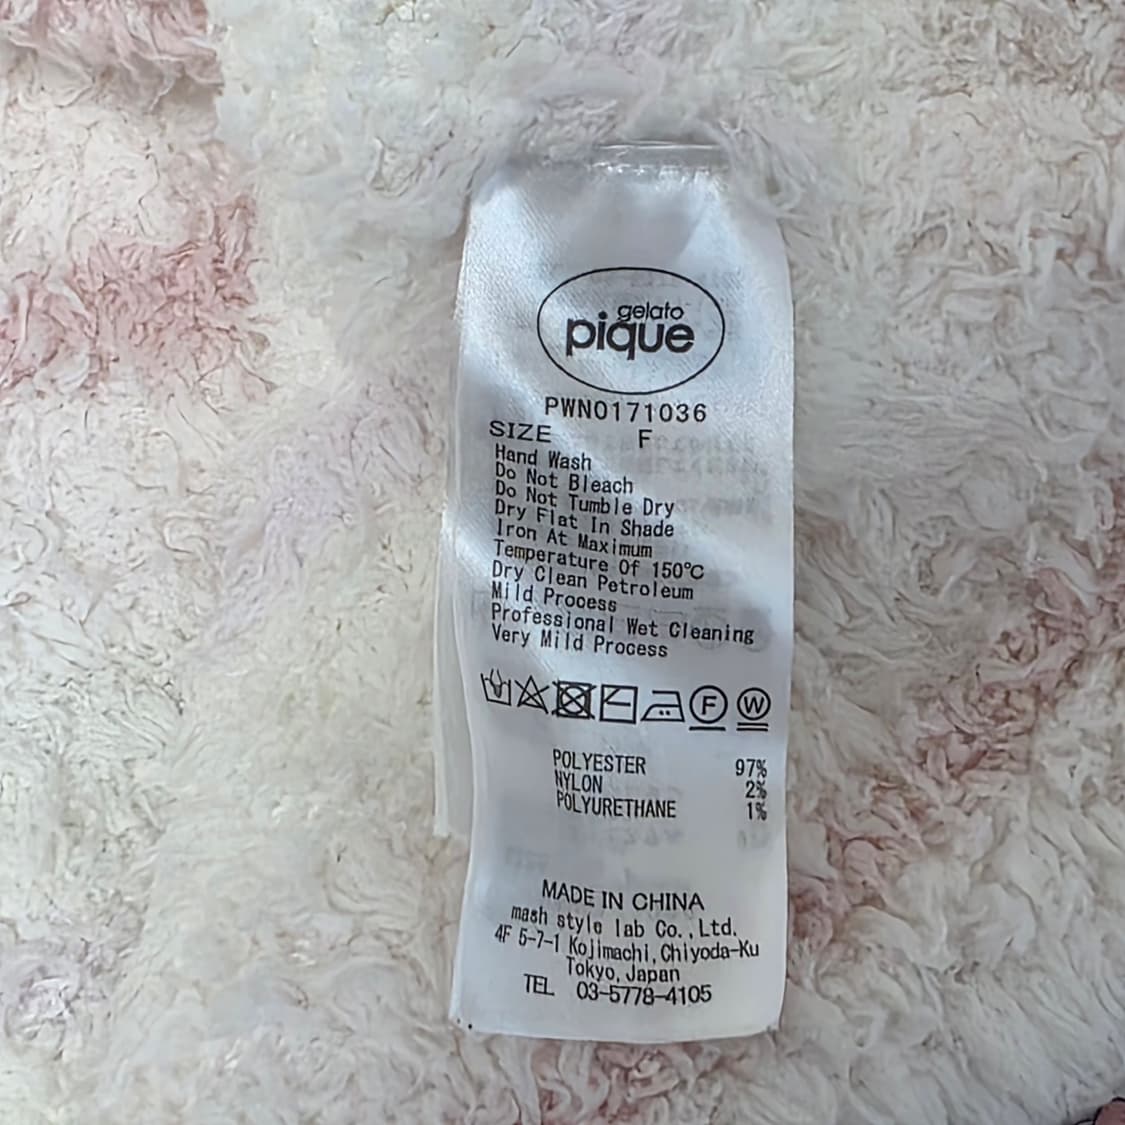 gelato
pique
PWNO171036
SIZE F
Hand Wash
Do Not Bleach
Do Not Tumble Dry
Dry Flat In Shade
Iron At Maximum
Temperature Of 150℃
Dry Clean Petroleum
Mild Process
Professional Wet Cleaning
Very Mild Process
F W
POLYESTER 97%
NYLON 2%
POLYURETHANE 1%
MADE IN CHINA
mash style lab Co., Ltd.
4F 5-7-1 Kojimachi, Chiyoda-Ku
Tokyo, Japan
TEL 03-5778-4105